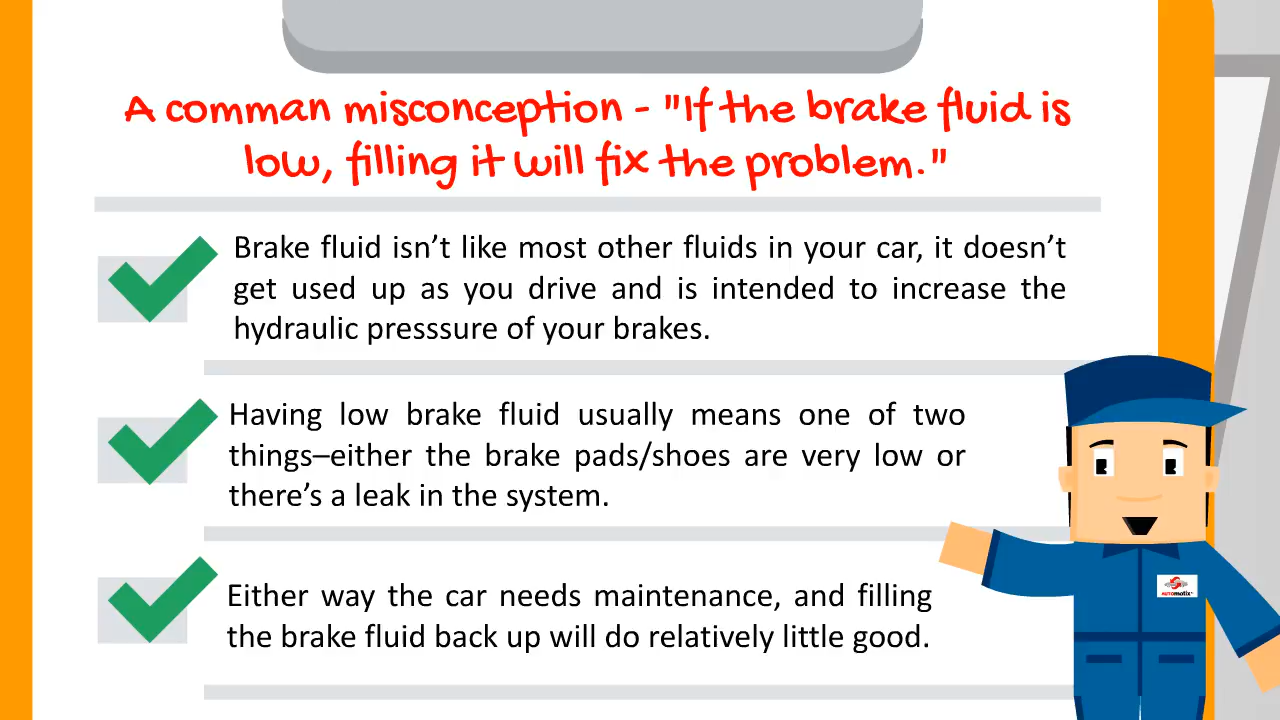 A comman misconception - "If the brake fluid is
low, filling it will fix the problem."
Brake fluid isn’t like most other fluids in your car, it doesn’t
get used up as you drive and is intended to increase the
hydraulic presssure of your brakes.
Having low brake fluid usually means one of two
things–either the brake pads/shoes are very low or
there’s a leak in the system.
Either way the car needs maintenance, and filling
the brake fluid back up will do relatively little good.
AUTOmotix